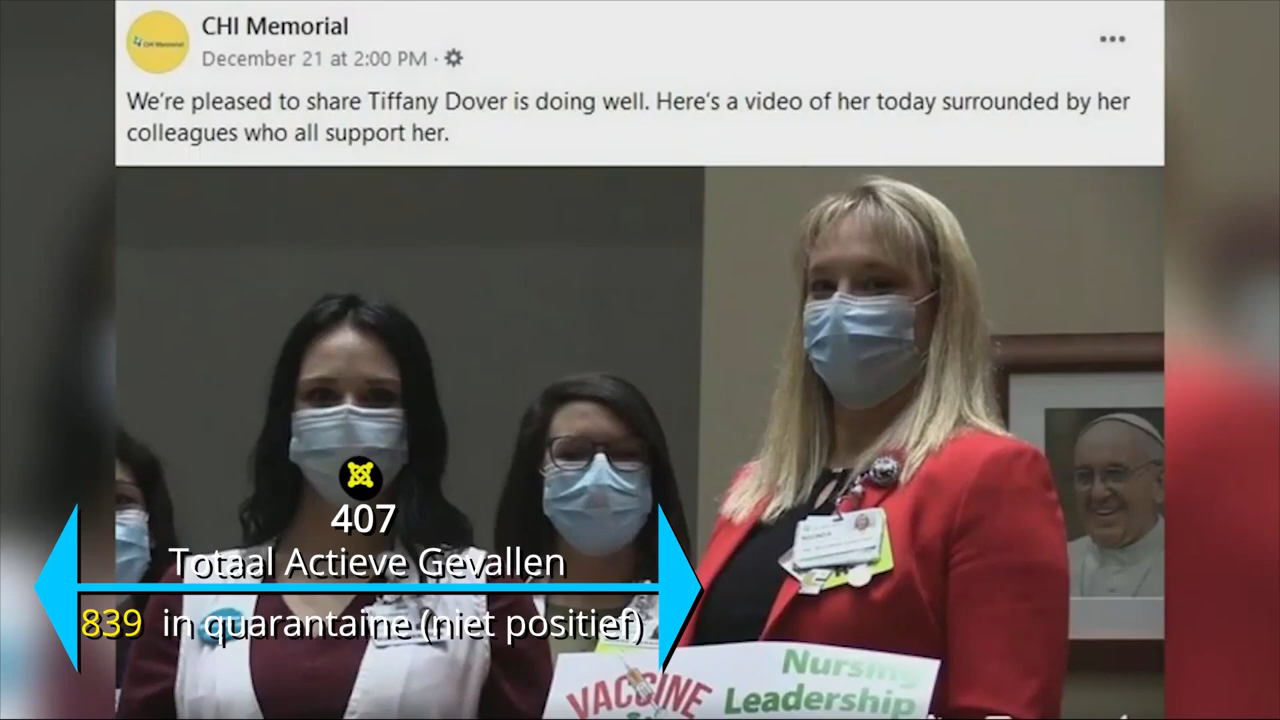 CHI Memorial
CHI Memorial
December 21 at 2:00 PM ·
We're pleased to share Tiffany Dover is doing well. Here's a video of her today surrounded by her
colleagues who all support her.
407
Totaal Actieve Gevallen
839 in quarantaine (niet positief)
Nursing
Leadership
VACCINE